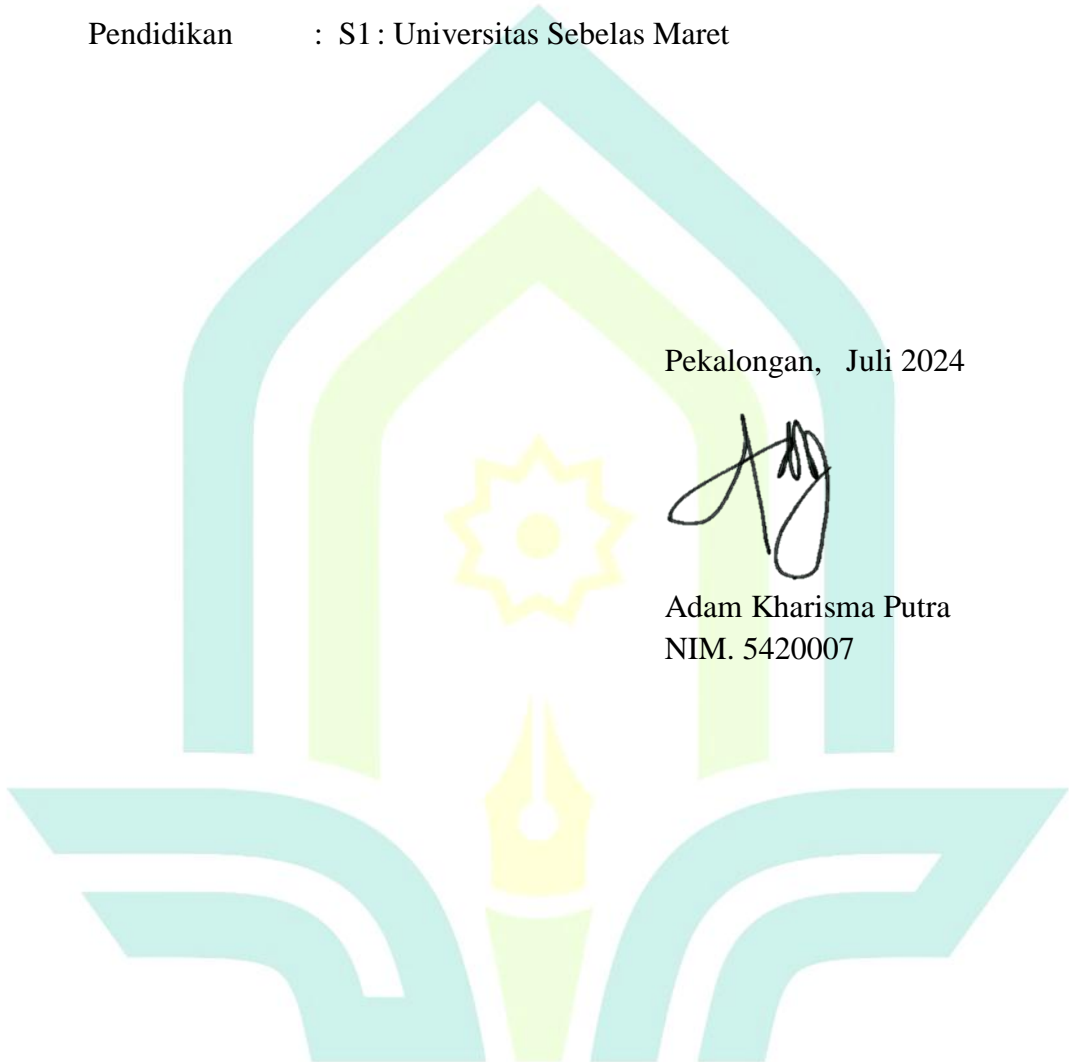 Pendidikan : S1 : Universitas Sebelas Maret
Pekalongan, Juli 2024
Adam Kharisma Putra
NIM. 5420007